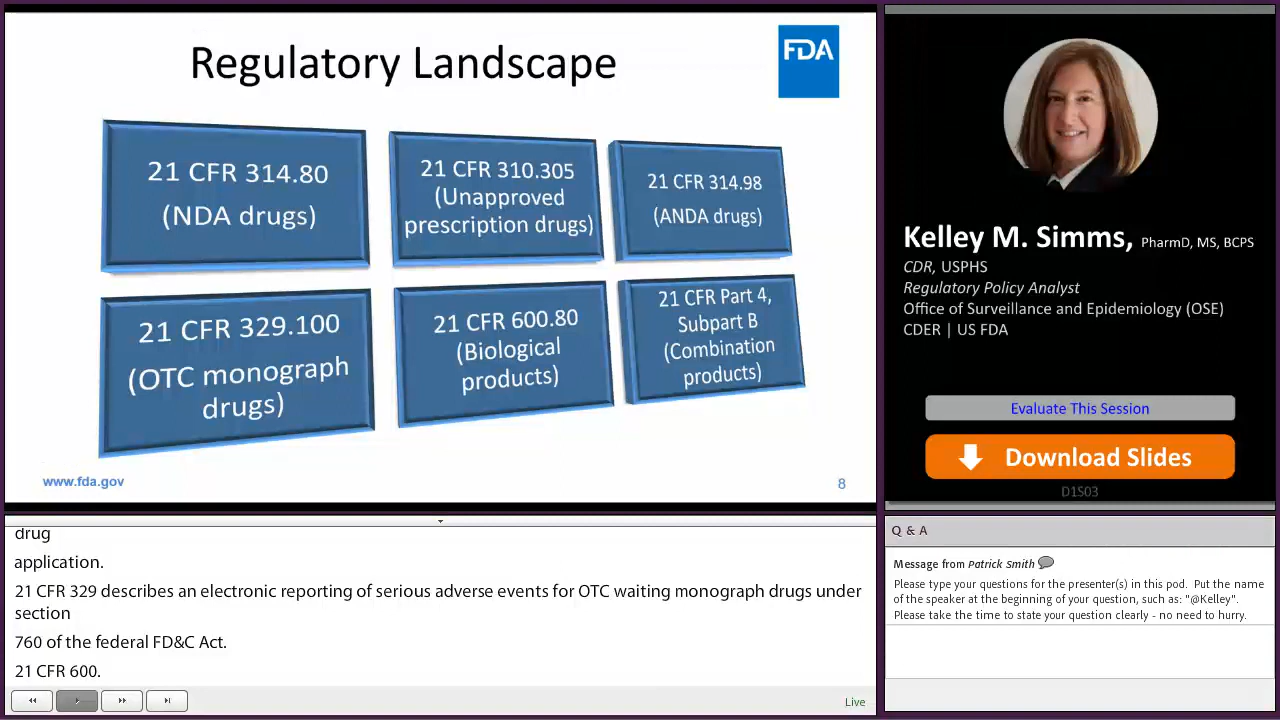 Regulatory Landscape
FDA
21 CFR 314.80
(NDA drugs)
21 CFR 310.305
(Unapproved
prescription drugs)
21 CFR 314.98
(ANDA drugs)
21 CFR 329.100
(OTC monograph
drugs)
21 CFR 600.80
(Biological
products)
21 CFR Part 4,
Subpart B
(Combination
products)
www.fda.gov
8
Kelley M. Simms, PharmD, MS, BCPS
CDR, USPHS
Regulatory Policy Analyst
Office of Surveillance and Epidemiology (OSE)
CDER | US FDA
Evaluate This Session
Download Slides
D1S03
drug
application.
21 CFR 329 describes an electronic reporting of serious adverse events for OTC waiting monograph drugs under
section
760 of the federal FD&C Act.
21 CFR 600.
Live
Q & A
Message from Patrick Smith
Please type your questions for the presenter(s) in this pod. Put the name
of the speaker at the beginning of your question, such as: "@Kelley".
Please take the time to state your question clearly - no need to hurry.